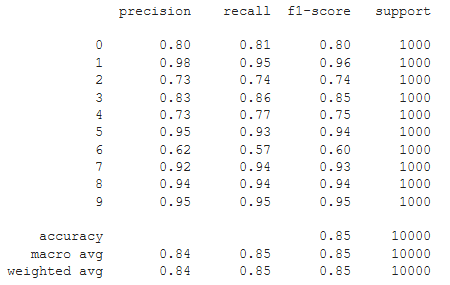 precision recall f1-score support
0 0.80 0.81 0.80 1000
1 0.98 0.95 0.96 1000
2 0.73 0.74 0.74 1000
3 0.83 0.86 0.85 1000
4 0.73 0.77 0.75 1000
5 0.95 0.93 0.94 1000
6 0.62 0.57 0.60 1000
7 0.92 0.94 0.93 1000
8 0.94 0.94 0.94 1000
9 0.95 0.95 0.95 1000
accuracy 0.85 10000
macro avg 0.84 0.85 0.85 10000
weighted avg 0.84 0.85 0.85 10000